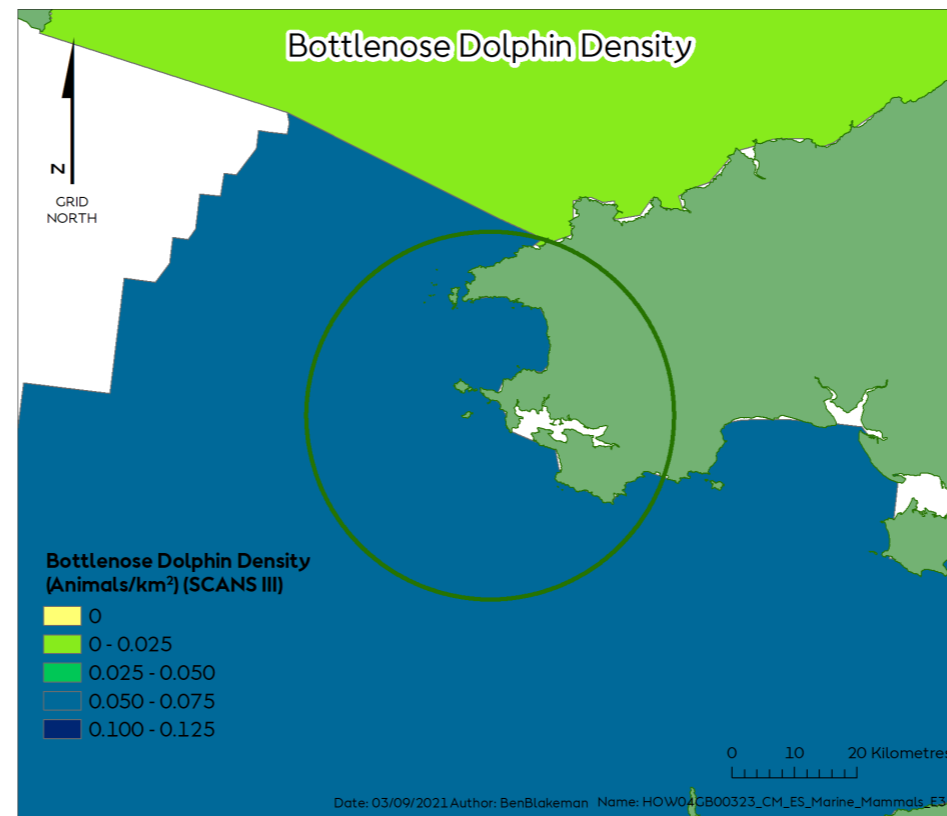 Bottlenose Dolphin Density
N
GRID
NORTH
Bottlenose Dolphin Density
(Animals/km²) (SCANS III)
0
0 - 0.025
0.025 - 0.050
0.050 - 0.075
0.100 - 0.125
0 10 20 Kilometres
Date: 03/09/2021 Author: BenBlakeman Name: HOW04GB00323_CM_ES_Marine_Mammals_E3